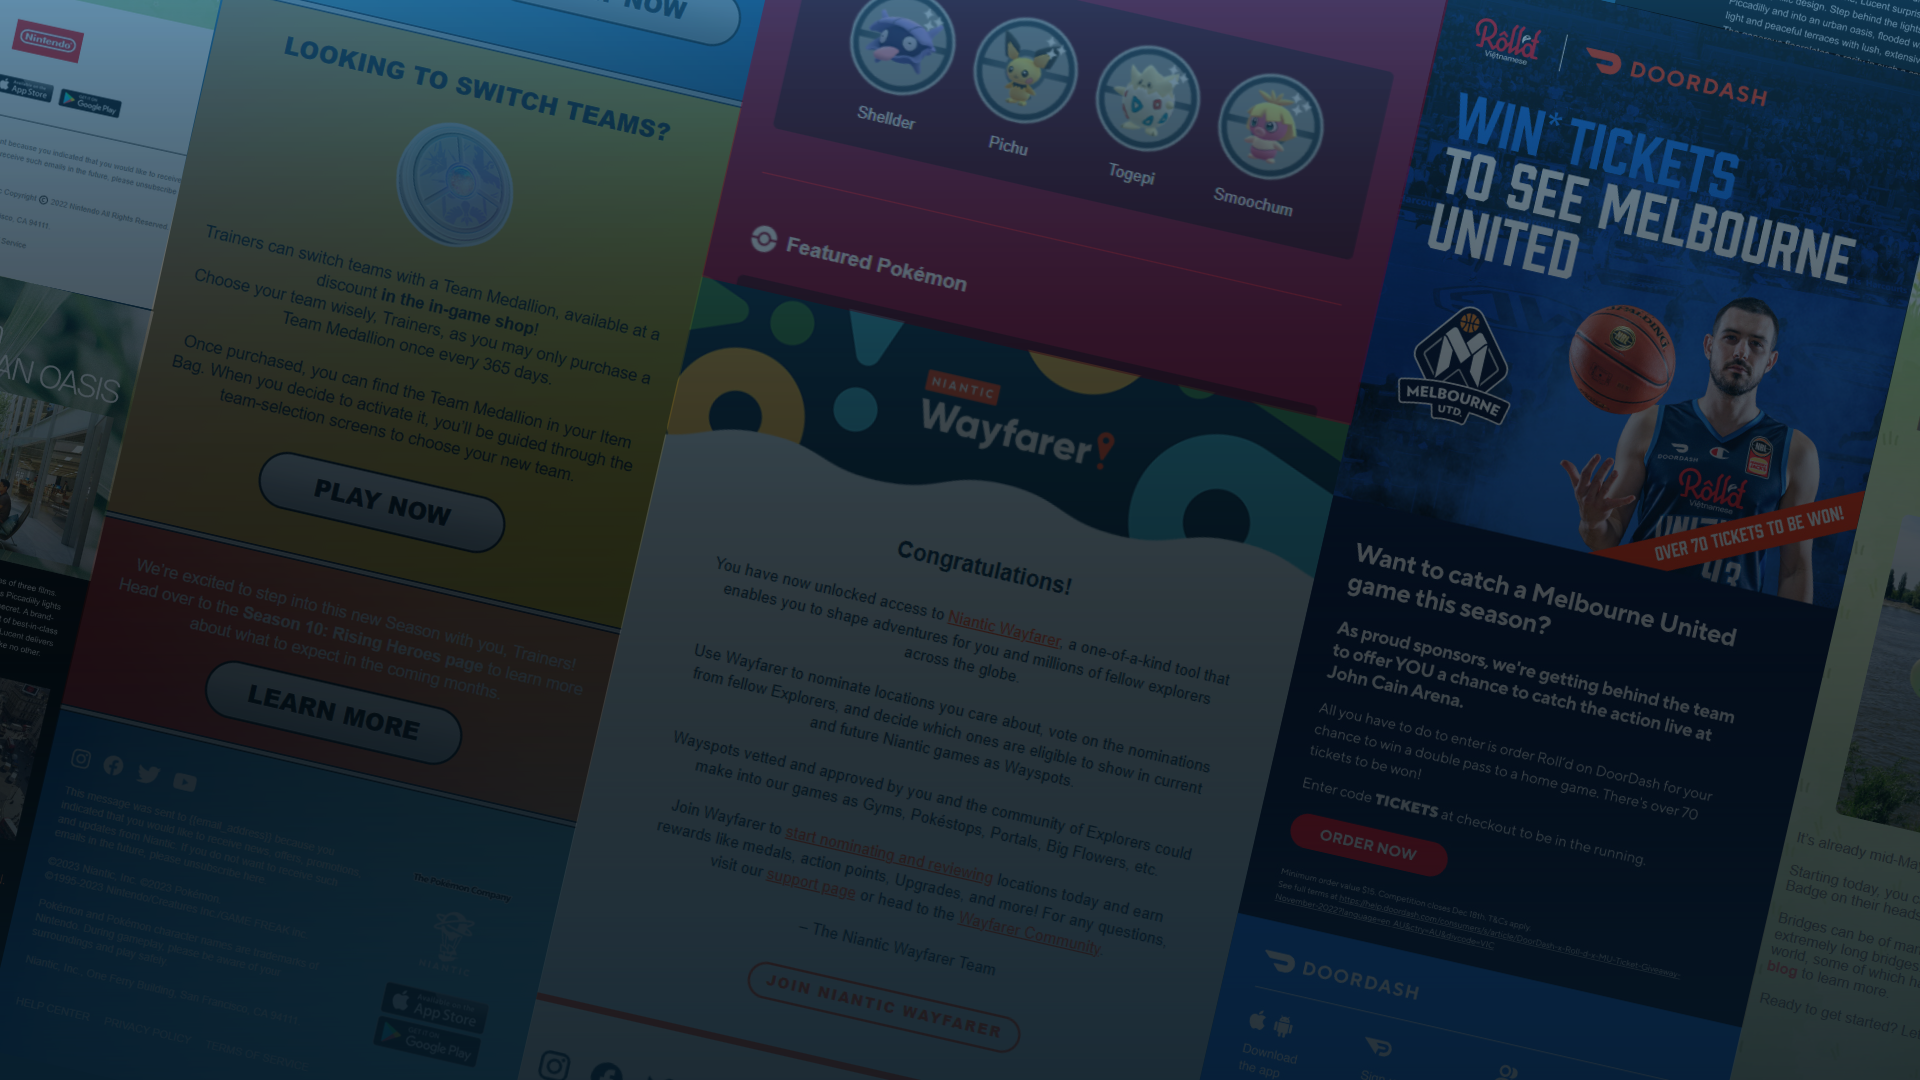 Nintendo
App Store
Google Play
because you indicated that you would like to receive
receive such emails in the future, please unsubscribe
Copyright © 2022 Nintendo All Rights Reserved.
CA 94111
Service
AN OASIS
of three films.
Piccadilly lights
secret. A brand-
of best-in-class
Lucent delivers
no other.
NOW
LOOKING TO SWITCH TEAMS?
Trainers can switch teams with a Team Medallion, available at a
discount in the in-game shop!
Choose your team wisely, Trainers, as you may only purchase a
Team Medallion once every 365 days.
Once purchased, you can find the Team Medallion in your Item
Bag. When you decide to activate it, you'll be guided through the
team-selection screens to choose your new team.
PLAY NOW
We're excited to step into this new Season with you, Trainers!
Head over to the Season 10: Rising Heroes page to learn more
about what to expect in the coming months.
LEARN MORE
This message was sent to {{email_address}} because you
indicated that you would like to receive news, offers, promotions,
and updates from Niantic. If you do not want to receive such
emails in the future, please unsubscribe here.
©2023 Niantic, Inc. ©2023 Pokémon.
©1995-2023 Nintendo/Creatures Inc./GAME FREAK inc.
Pokémon and Pokémon character names are trademarks of
Nintendo. During gameplay, please be aware of your
surroundings and play safely.
Niantic, Inc., One Ferry Building, San Francisco, CA 94111
HELP CENTER PRIVACY POLICY TERMS OF SERVICE
The Pokémon Company
NIANTIC
App Store
Google Play
Shellder
Pichu
Togepi
Smoochum
Featured Pokémon
NIANTIC
Wayfarer
Congratulations!
You have now unlocked access to Niantic Wayfarer, a one-of-a-kind tool that
enables you to shape adventures for you and millions of fellow explorers
across the globe.
Use Wayfarer to nominate locations you care about, vote on the nominations
from fellow Explorers, and decide which ones are eligible to show in current
and future Niantic games as Wayspots.
Wayspots vetted and approved by you and the community of Explorers could
make into our games as Gyms, Pokéstops, Portals, Big Flowers, etc.
Join Wayfarer to start nominating and reviewing locations today and earn
rewards like medals, action points, Upgrades, and more! For any questions,
visit our support page or head to the Wayfarer Community.
– The Niantic Wayfarer Team
JOIN NIANTIC WAYFARER
Rôll'd
Vietnamese
DOORDASH
WIN* TICKETS
TO SEE MELBOURNE
UNITED
MELBOURNE
UTD.
SPALDING
DOORDASH
Rôll'd
Vietnamese
OVER 70 TICKETS TO BE WON!
Want to catch a Melbourne United
game this season?
As proud sponsors, we're getting behind the team
to offer YOU a chance to catch the action live at
John Cain Arena.
All you have to do to enter is order Roll'd on DoorDash for your
chance to win a double pass to a home game. There's over 70
tickets to be won!
Enter code TICKETS at checkout to be in the running.
ORDER NOW
Minimum order value $15. Competition closes Dec 18th. T&Cs apply.
See full terms at https://help.doordash.com/consumers/s/article/DoorDash-x-Roll-d-x-MU-Ticket-Giveaway-
November-2022?language=en_AU&ctry=AU&divcode=VIC
DOORDASH
Download
the app
design. Step behind the lights
Piccadilly and into an urban oasis, flooded
light and peaceful terraces with lush, extensive
It's already mid-May
Starting today, you c
Badge on their heads
Bridges can be of man
extremely long bridges
world, some of which ha
blog to learn more.
Ready to get started? Le